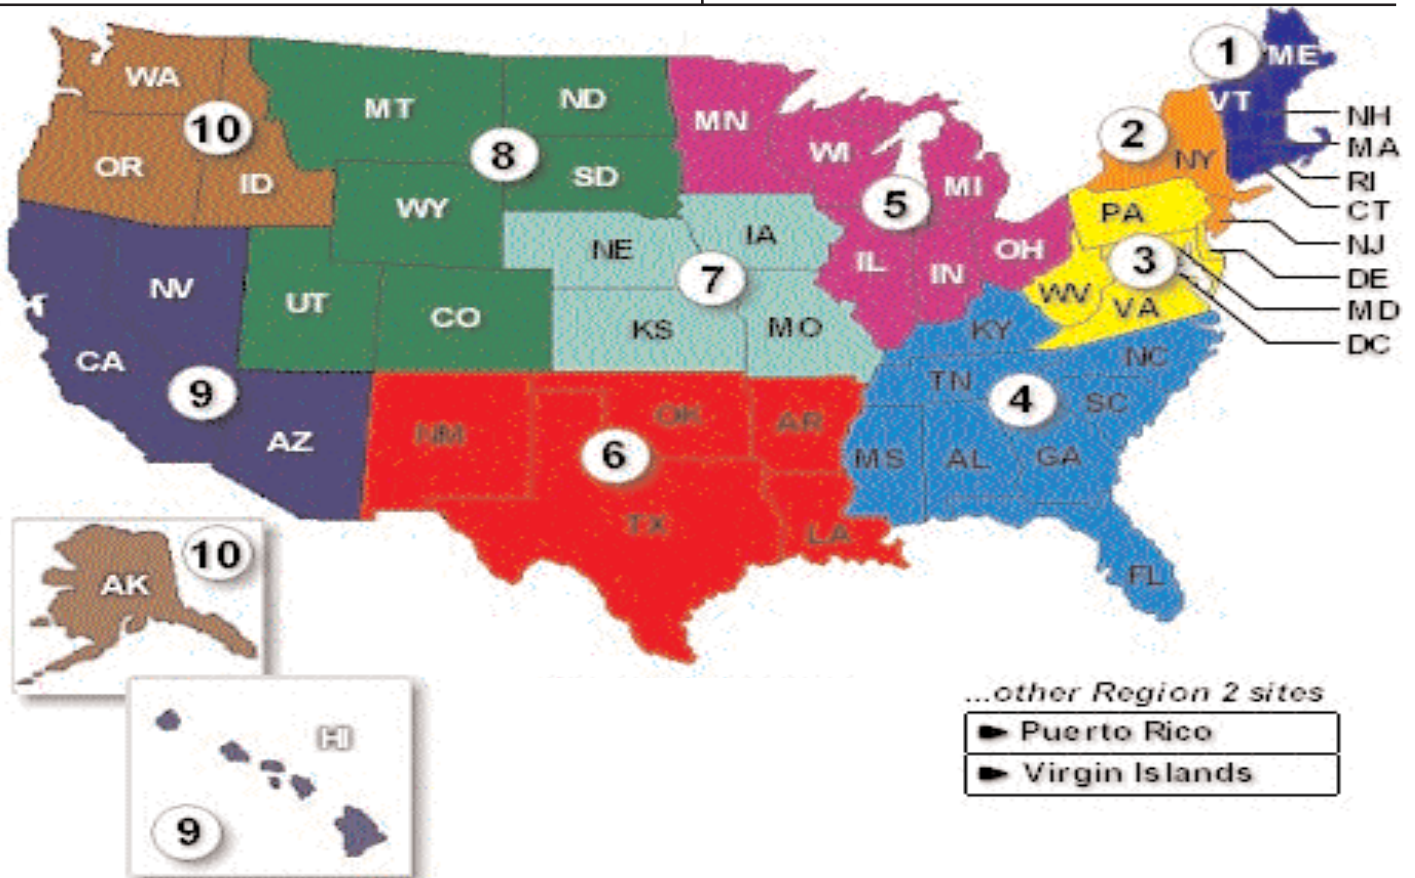 1
ME
WA
VT
MT
ND
NH
10
MN
2
MA
8
WI
NY
OR
ID
SD
MI
RI
WY
5
PA
CT
NE
IA
OH
NJ
IL
3
IN
DE
NV
7
WV
UT
VA
MD
CO
KS
MO
KY
DC
CA
NC
TN
9
4
SC
NM
OK
AR
AZ
6
MS
AL
GA
TX
LA
10
AK
FL
...other Region 2 sites
Puerto Rico
HI
Virgin Islands
9